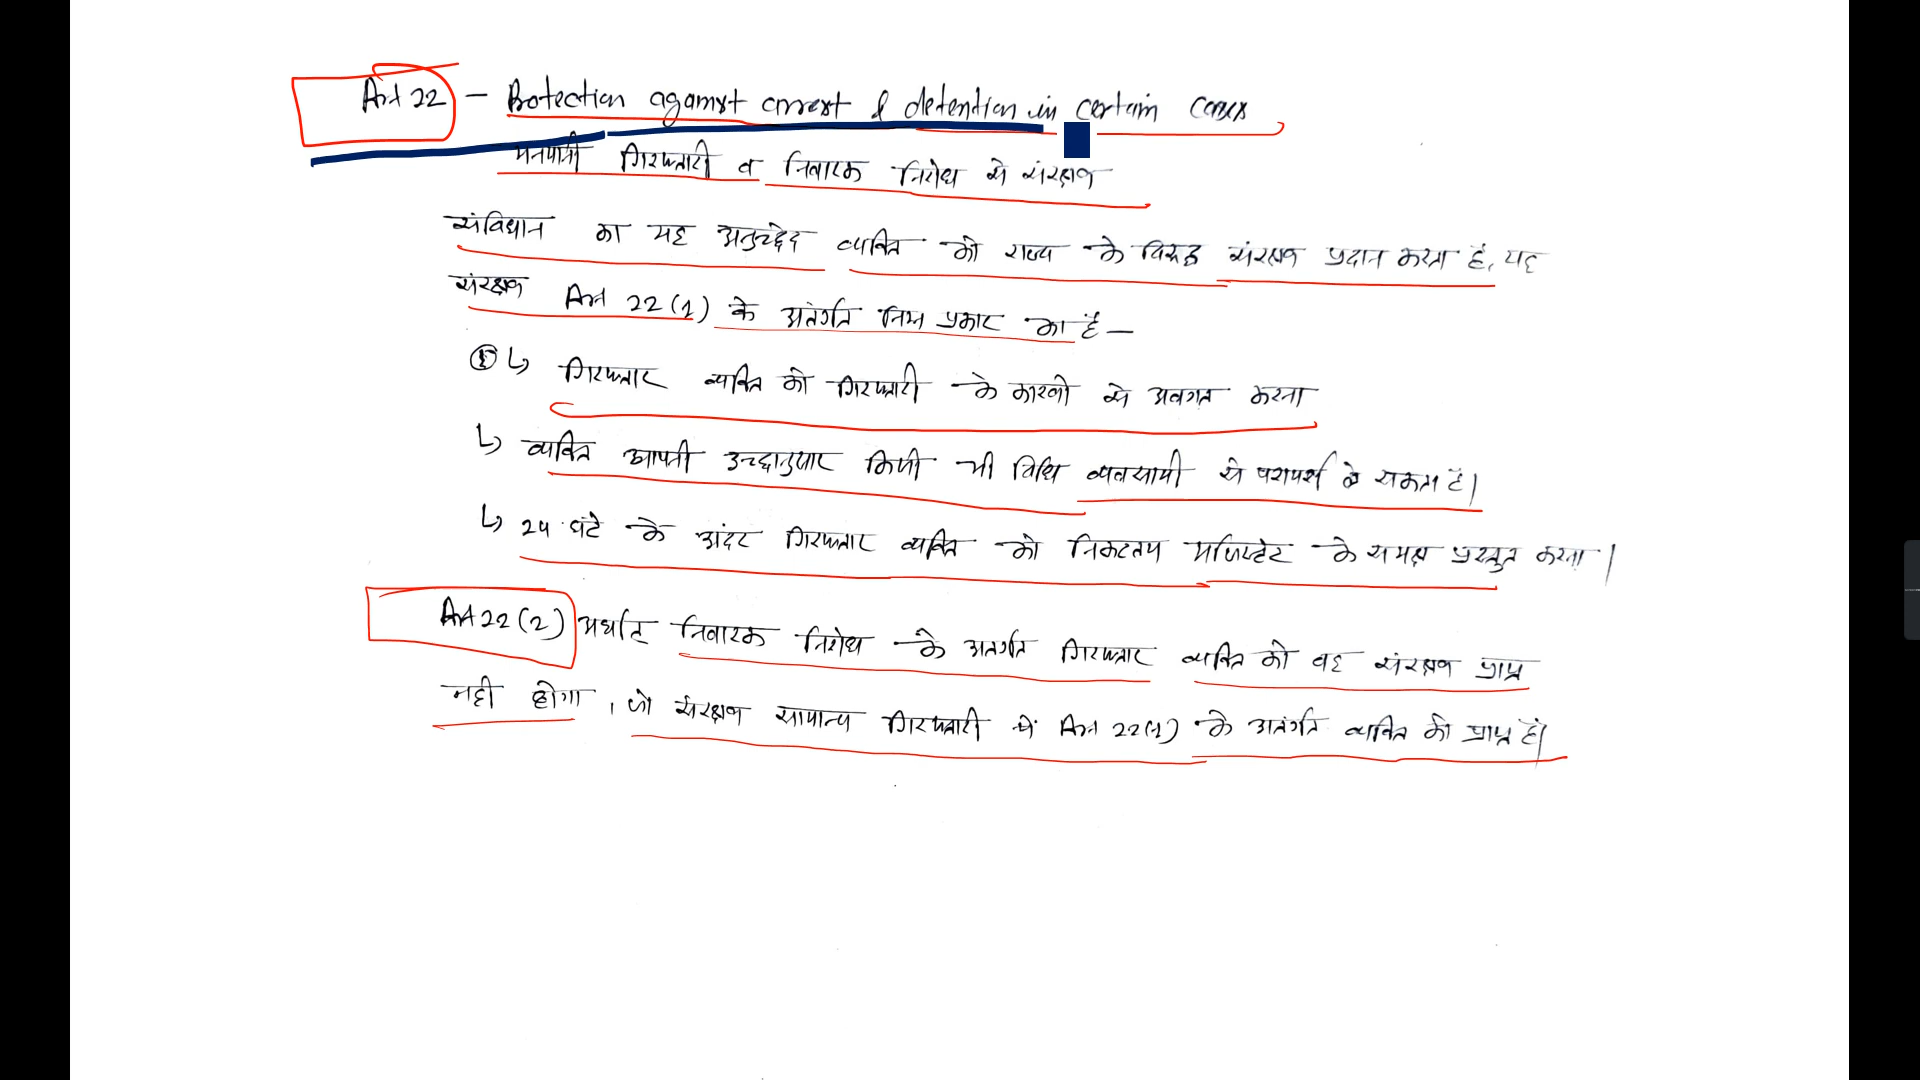 Art 22 – Protection against arrest & detention in certain cases
मनमानी गिरफ्तारी व निवारक निरोध से संरक्षण
संविधान का यह अनुच्छेद व्यक्ति को राज्य के विरुद्ध संरक्षण प्रदान करता है, यह
संरक्षण Art 22(1) के अंतर्गत निम्न प्रकार का है –
↳ गिरफ्तार व्यक्ति को गिरफ्तारी के कारणों से अवगत करना
↳ व्यक्ति अपनी इच्छानुसार किसी भी विधि व्यवसायी से परामर्श ले सकता है।
↳ 24 घंटे के अंदर गिरफ्तार व्यक्ति को निकटतम मजिस्ट्रेट के समक्ष प्रस्तुत करना।
Art 22(2) अर्थात् निवारक निरोध के अंतर्गत गिरफ्तार व्यक्ति को वह संरक्षण प्राप्त
नहीं होगा, जो संरक्षण सामान्य गिरफ्तारी में Art 22(1) के अंतर्गत व्यक्ति को प्राप्त है।